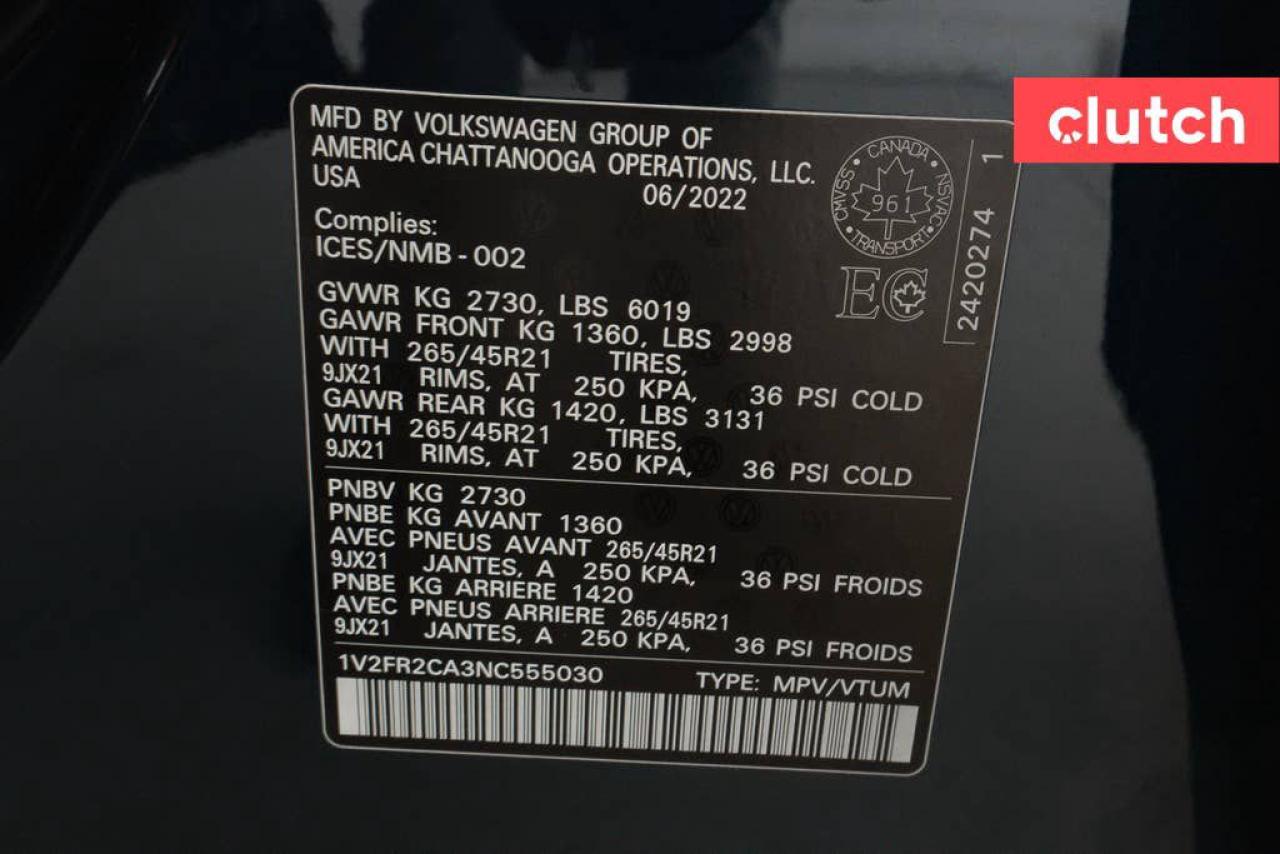 MFD BY VOLKSWAGEN GROUP OF
AMERICA CHATTANOOGA OPERATIONS, LLC.
USA 06/2022
Complies:
ICES/NMB - 002
GVWR KG 2730, LBS 6019
GAWR FRONT KG 1360, LBS 2998
WITH 265/45R21 TIRES,
9JX21 RIMS, AT 250 KPA, 36 PSI COLD
GAWR REAR KG 1420, LBS 3131
WITH 265/45R21 TIRES,
9JX21 RIMS, AT 250 KPA, 36 PSI COLD
PNBV KG 2730
PNBE KG AVANT 1360
AVEC PNEUS AVANT 265/45R21
9JX21 JANTES, A 250 KPA, 36 PSI FROIDS
PNBE KG ARRIERE 1420
AVEC PNEUS ARRIERE 265/45R21
9JX21 JANTES, A 250 KPA, 36 PSI FROIDS
1V2FR2CA3NC555030 TYPE: MPV/VTUM
CANADA
CMVSS 961 NSVAC
TRANSPORT
EC
2420274 1
clutch